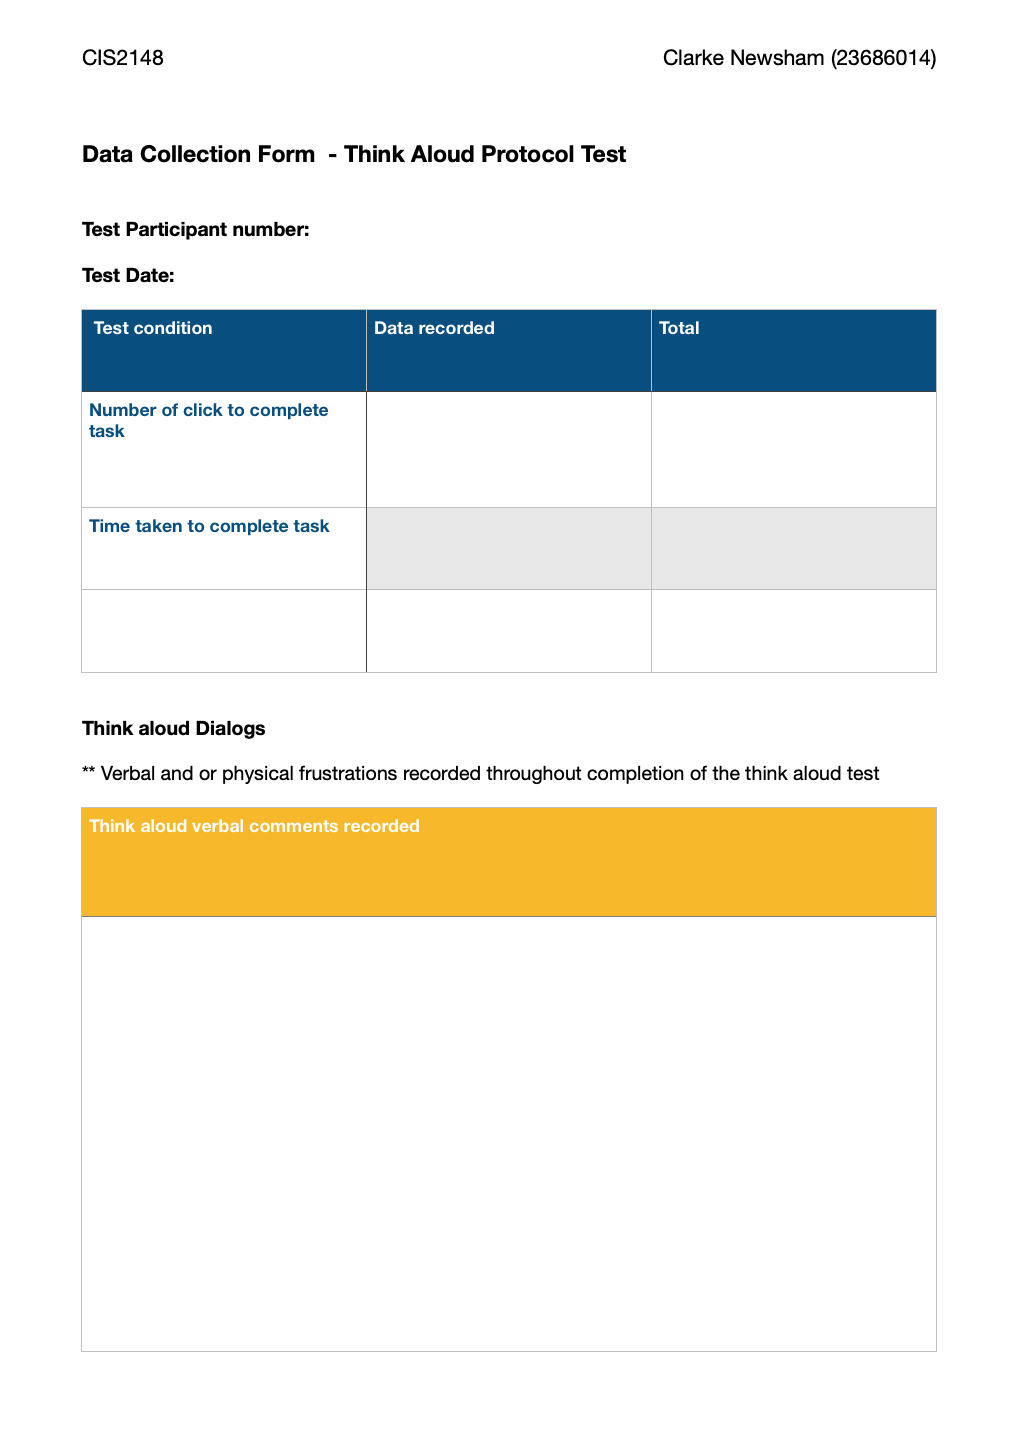 CIS2148 Clarke Newsham (23686014)
Data Collection Form - Think Aloud Protocol Test
Test Participant number:
Test Date:
Test condition Data recorded Total
Number of click to complete
task
Time taken to complete task
Think aloud Dialogs
** Verbal and or physical frustrations recorded throughout completion of the think aloud test
Think aloud verbal comments recorded